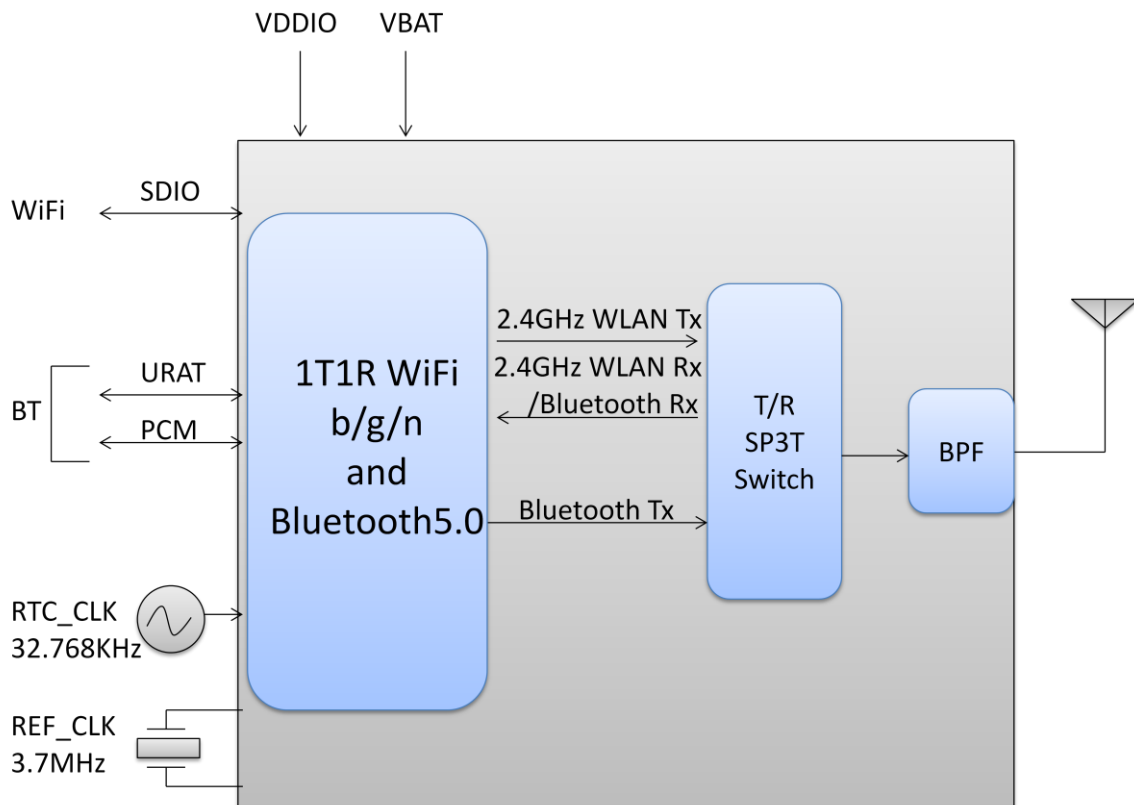 VDDIO
VBAT
WiFi
SDIO
BT
URAT
PCM
RTC_CLK
32.768KHz
REF_CLK
3.7MHz
1T1R WiFi
b/g/n
and
Bluetooth5.0
2.4GHz WLAN Tx
2.4GHz WLAN Rx
/Bluetooth Rx
Bluetooth Tx
T/R
SP3T
Switch
BPF